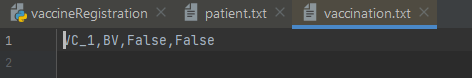 vaccineRegistration patient.txt vaccination.txt
1 VC_1,BV,False,False
2